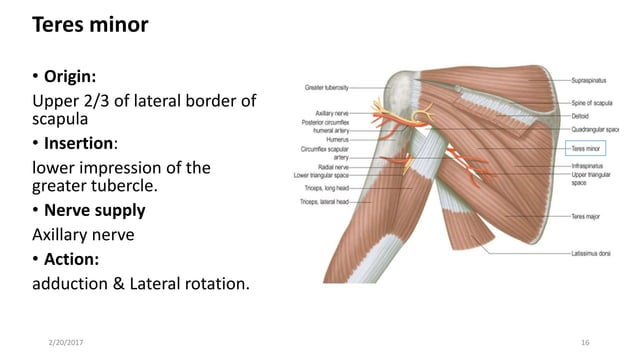 Teres minor
• Origin:
Upper 2/3 of lateral border of
scapula
• Insertion:
lower impression of the
greater tubercle.
• Nerve supply
Axillary nerve
• Action:
adduction & Lateral rotation.
Greater tuberosity
Axillary nerve
Posterior circumflex
humeral artery
Humerus
Circumflex scapular
artery
Radial nerve
Lower triangular space
Triceps, long head
Triceps, lateral head
Supraspinatus
Spine of scapula
Deltoid
Quadrangular space
Teres minor
Infraspinatus
Upper triangular
space
Teres major
Latissimus dorsi
2/20/2017
16